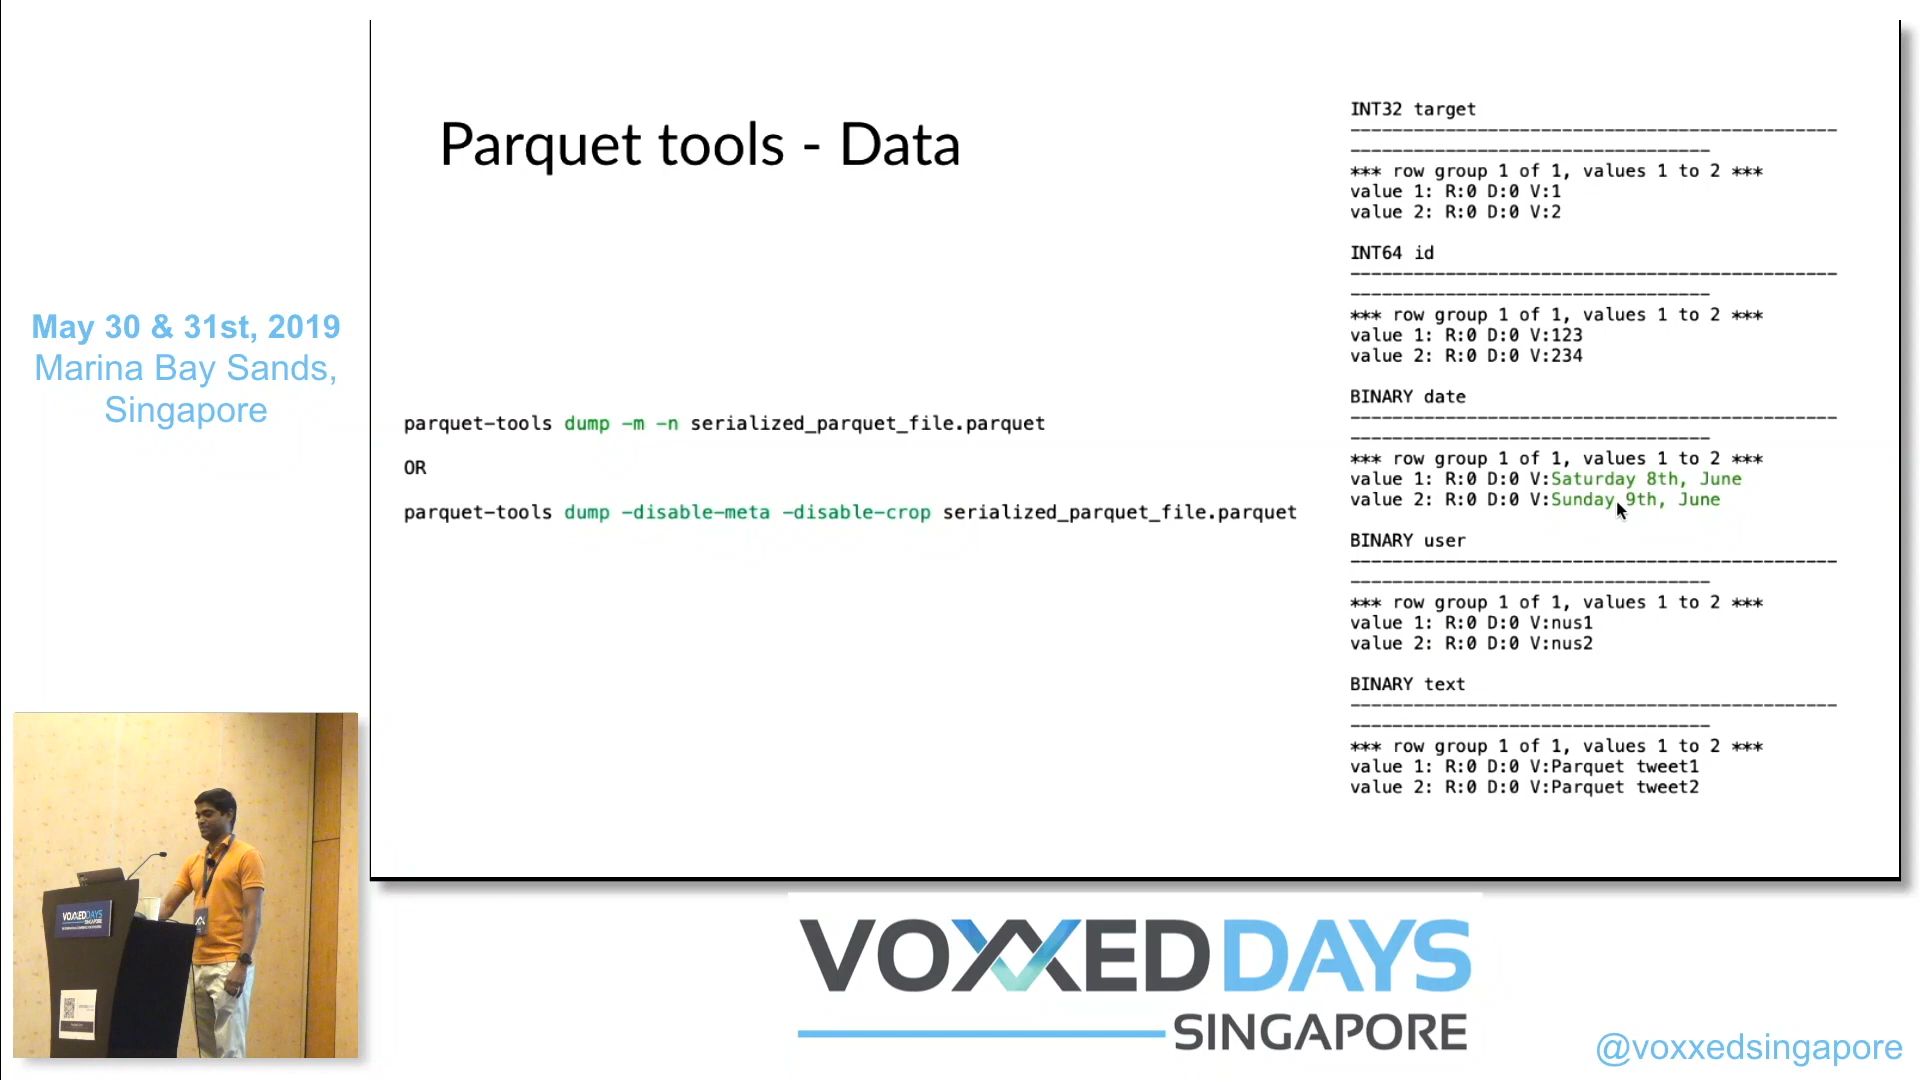 May 30 & 31st, 2019
Marina Bay Sands,
Singapore
Parquet tools - Data
parquet-tools dump -m -n serialized_parquet_file.parquet
OR
parquet-tools dump -disable-meta -disable-crop serialized_parquet_file.parquet
INT32 target
--------------------------------------------------------------------------------
*** row group 1 of 1, values 1 to 2 ***
value 1: R:0 D:0 V:1
value 2: R:0 D:0 V:2
INT64 id
--------------------------------------------------------------------------------
*** row group 1 of 1, values 1 to 2 ***
value 1: R:0 D:0 V:123
value 2: R:0 D:0 V:234
BINARY date
--------------------------------------------------------------------------------
*** row group 1 of 1, values 1 to 2 ***
value 1: R:0 D:0 V:Saturday 8th, June
value 2: R:0 D:0 V:Sunday 9th, June
BINARY user
--------------------------------------------------------------------------------
*** row group 1 of 1, values 1 to 2 ***
value 1: R:0 D:0 V:nus1
value 2: R:0 D:0 V:nus2
BINARY text
--------------------------------------------------------------------------------
*** row group 1 of 1, values 1 to 2 ***
value 1: R:0 D:0 V:Parquet tweet1
value 2: R:0 D:0 V:Parquet tweet2
VOXXED DAYS
SINGAPORE
VOXXEDDAYS
SINGAPORE
@voxxedsingapore